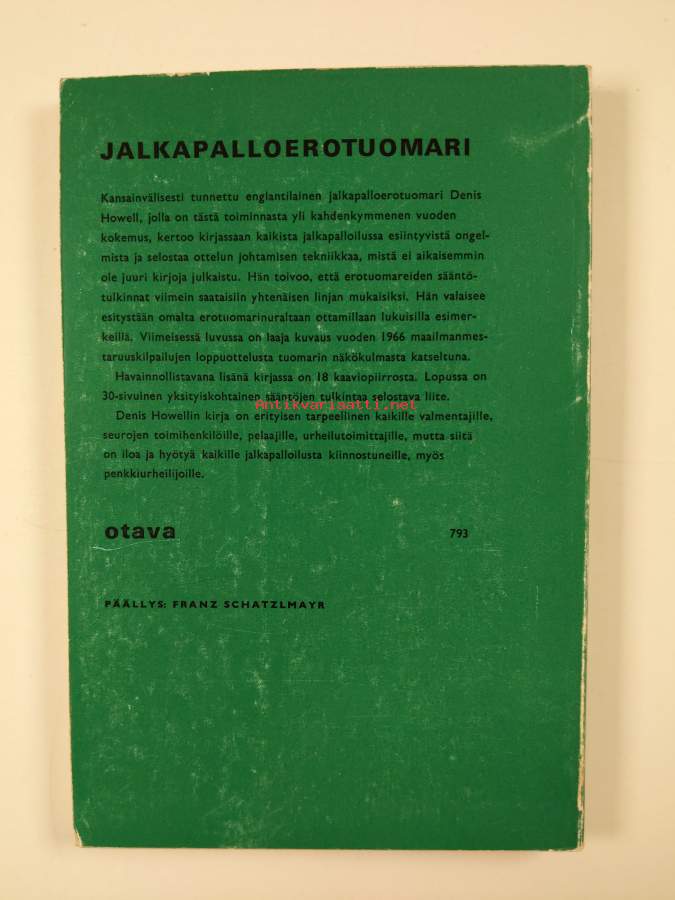 JALKAPALLOEROTUOMARI
Kansainvälisesti tunnettu englantilainen jalkapalloerotuomari Denis
Howell, jolla on tästä toiminnasta yli kahdenkymmenen vuoden
kokemus, kertoo kirjassaan kaikista jalkapalloilussa esiintyvistä ongel-
mista ja selostaa ottelun johtamisen tekniikkaa, mistä ei aikaisemmin
ole juuri kirjoja julkaistu. Hän toivoo, että erotuomareiden sääntö-
tulkinnat viimein saataisiin yhtenäisen linjan mukaisiksi. Hän valaisee
esitystään omalta erotuomarinuraltaan ottamillaan lukuisilla esimer-
keillä. Viimeisessä luvussa on laaja kuvaus vuoden 1966 maailmanmes-
taruuskilpailujen loppuottelusta tuomarin näkökulmasta katseltuna.
Havainnollistavana lisänä kirjassa on 18 kaaviopiirrosta. Lopussa on
30-sivuinen yksityiskohtainen sääntöjen tulkintaa selostava liite.
Antikvarisaatti.net
Denis Howellin kirja on erityisen tarpeellinen kaikille valmentajille,
seurojen toimihenkilöille, pelaajille, urheilutoimittajille, mutta siitä
on iloa ja hyötyä kaikille jalkapalloilusta kiinnostuneille, myös
penkkiurheilijoille.
otava
793
PÄÄLLYS: FRANZ SCHATZLMAYR